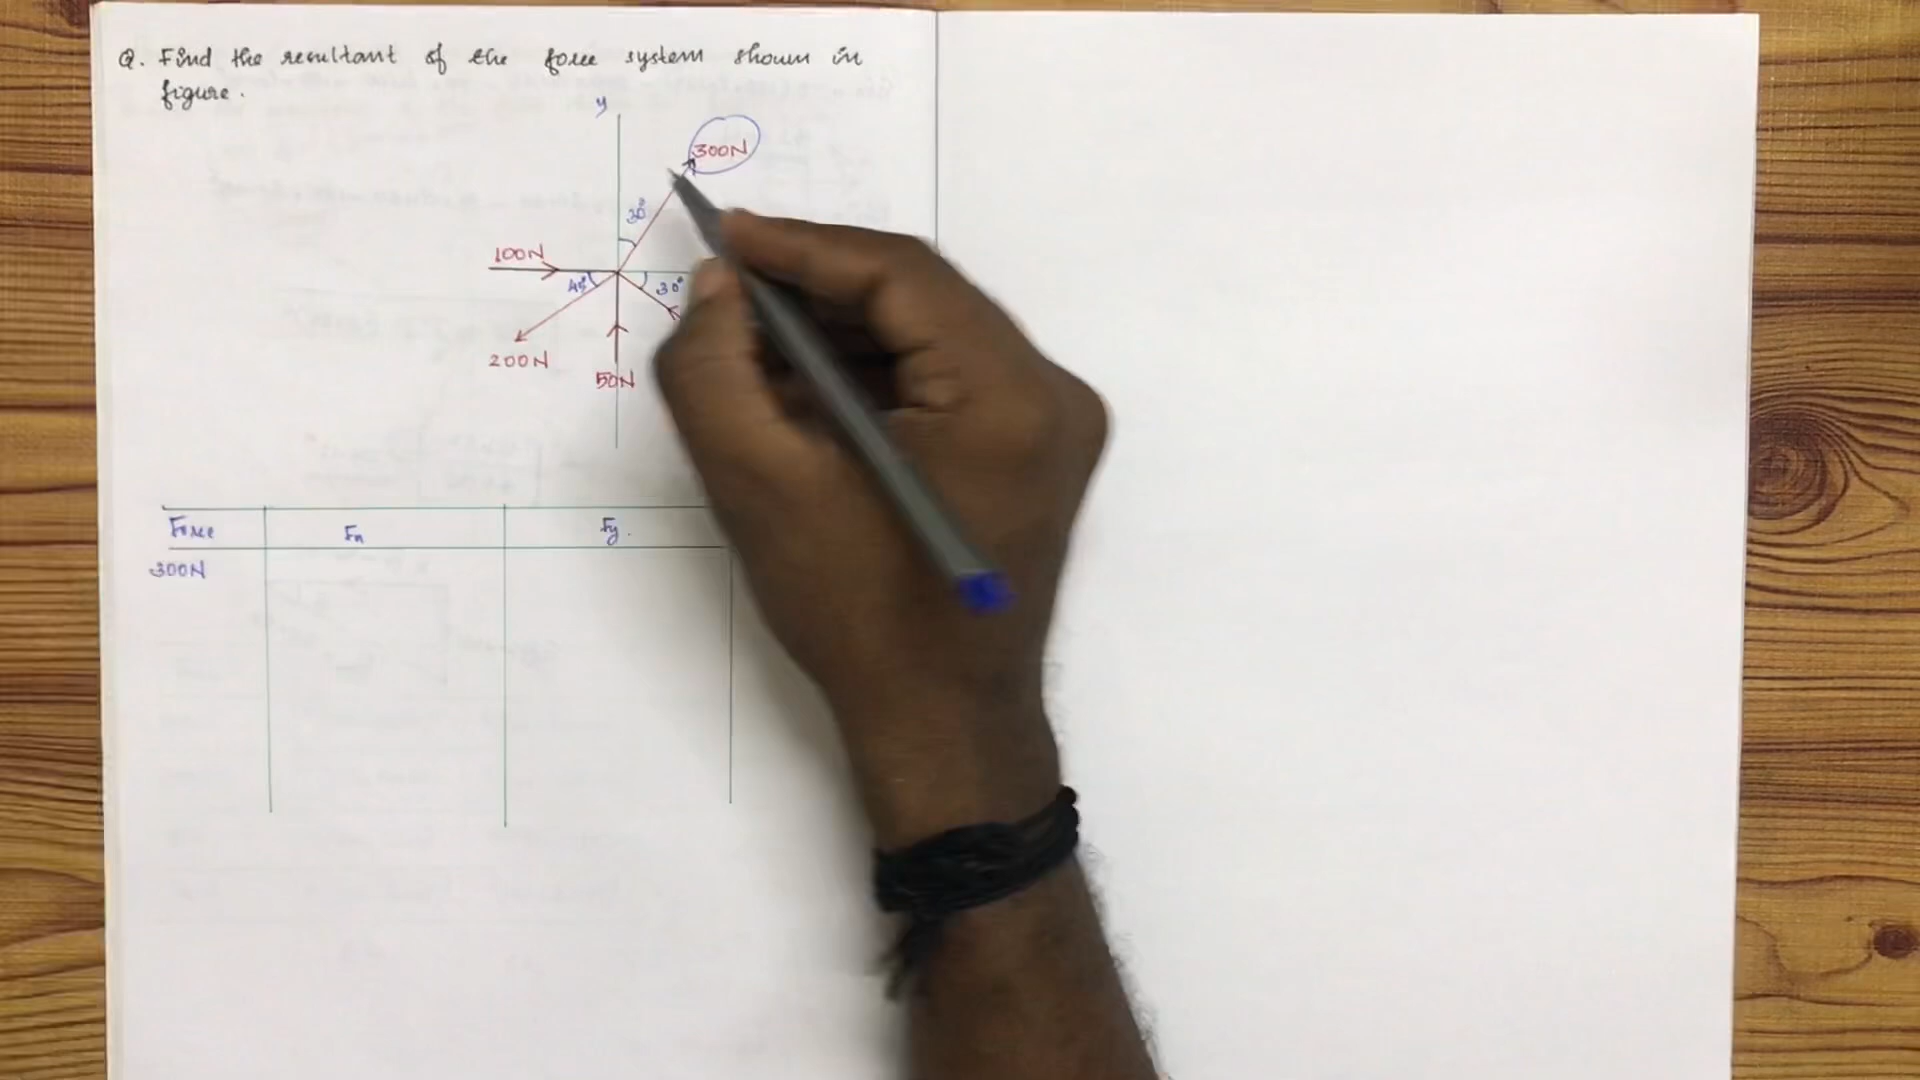 Q. Find the resultant of the force system shown in
figure.
y
300N
30°
100N
30°
200N
50N
Force Fx Fy.
300N